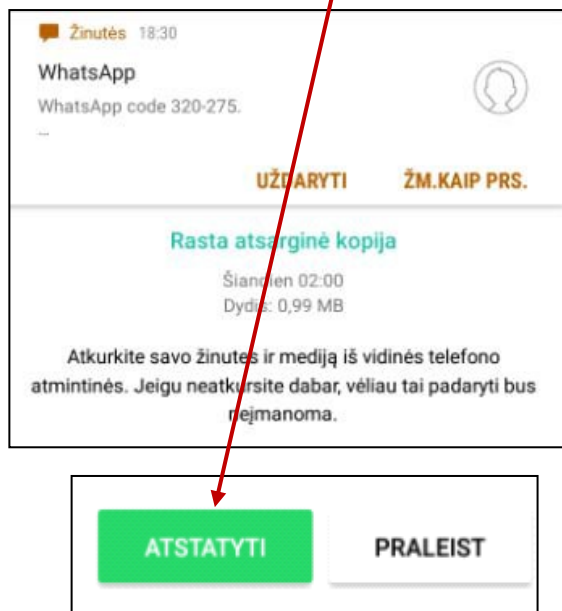 Žinutės 18:30
WhatsApp
WhatsApp code 320-275.
...
UŽDARYTI ŽM.KAIP PRS.
Rasta atsarginė kopija
Šiandien 02:00
Dydis: 0,99 MB
Atkurkite savo žinutes ir mediją iš vidinės telefono
atmintinės. Jeigu neatkursite dabar, vėliau tai padaryti bus
neįmanoma.
ATSTATYTI PRALEIST